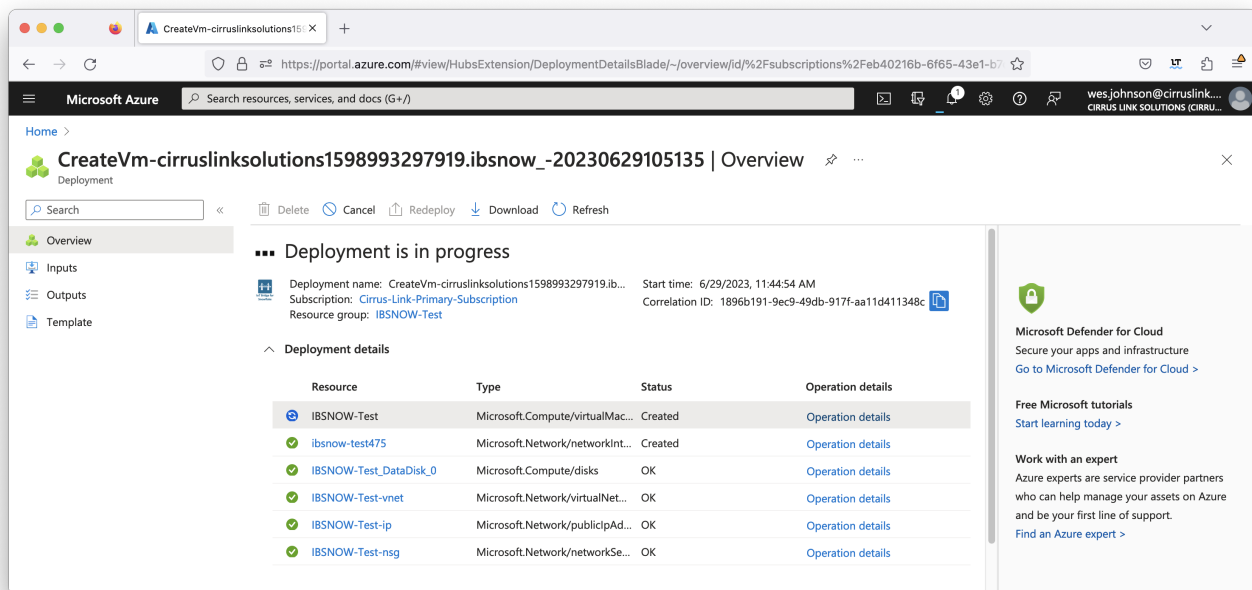 CreateVm-cirruslinksolutions159
https://portal.azure.com/#view/HubsExtension/DeploymentDetailsBlade/~/overview/id/%2Fsubscriptions%2Feb40216b-6f65-43e1-b7
Microsoft Azure
Search resources, services, and docs (G+/)
1
wes.johnson@cirruslink....
CIRRUS LINK SOLUTIONS (CIRRU...
Home >
CreateVm-cirruslinksolutions1598993297919.ibsnow_-20230629105135 | Overview
Deployment
Search
Delete Cancel Redeploy Download Refresh
Overview
Inputs
Outputs
Template
Deployment is in progress
Deployment name: CreateVm-cirruslinksolutions1598993297919.ib...
Subscription: Cirrus-Link-Primary-Subscription
Resource group: IBSNOW-Test
Start time: 6/29/2023, 11:44:54 AM
Correlation ID: 1896b191-9ec9-49db-917f-aa11d411348c
Deployment details
Resource Type Status Operation details
IBSNOW-Test Microsoft.Compute/virtualMac... Created Operation details
ibsnow-test475 Microsoft.Network/networkInt... Created Operation details
IBSNOW-Test_DataDisk_0 Microsoft.Compute/disks OK Operation details
IBSNOW-Test-vnet Microsoft.Network/virtualNet... OK Operation details
IBSNOW-Test-ip Microsoft.Network/publicIpAd... OK Operation details
IBSNOW-Test-nsg Microsoft.Network/networkSe... OK Operation details
Microsoft Defender for Cloud
Secure your apps and infrastructure
Go to Microsoft Defender for Cloud >
Free Microsoft tutorials
Start learning today >
Work with an expert
Azure experts are service provider partners
who can help manage your assets on Azure
and be your first line of support.
Find an Azure expert >